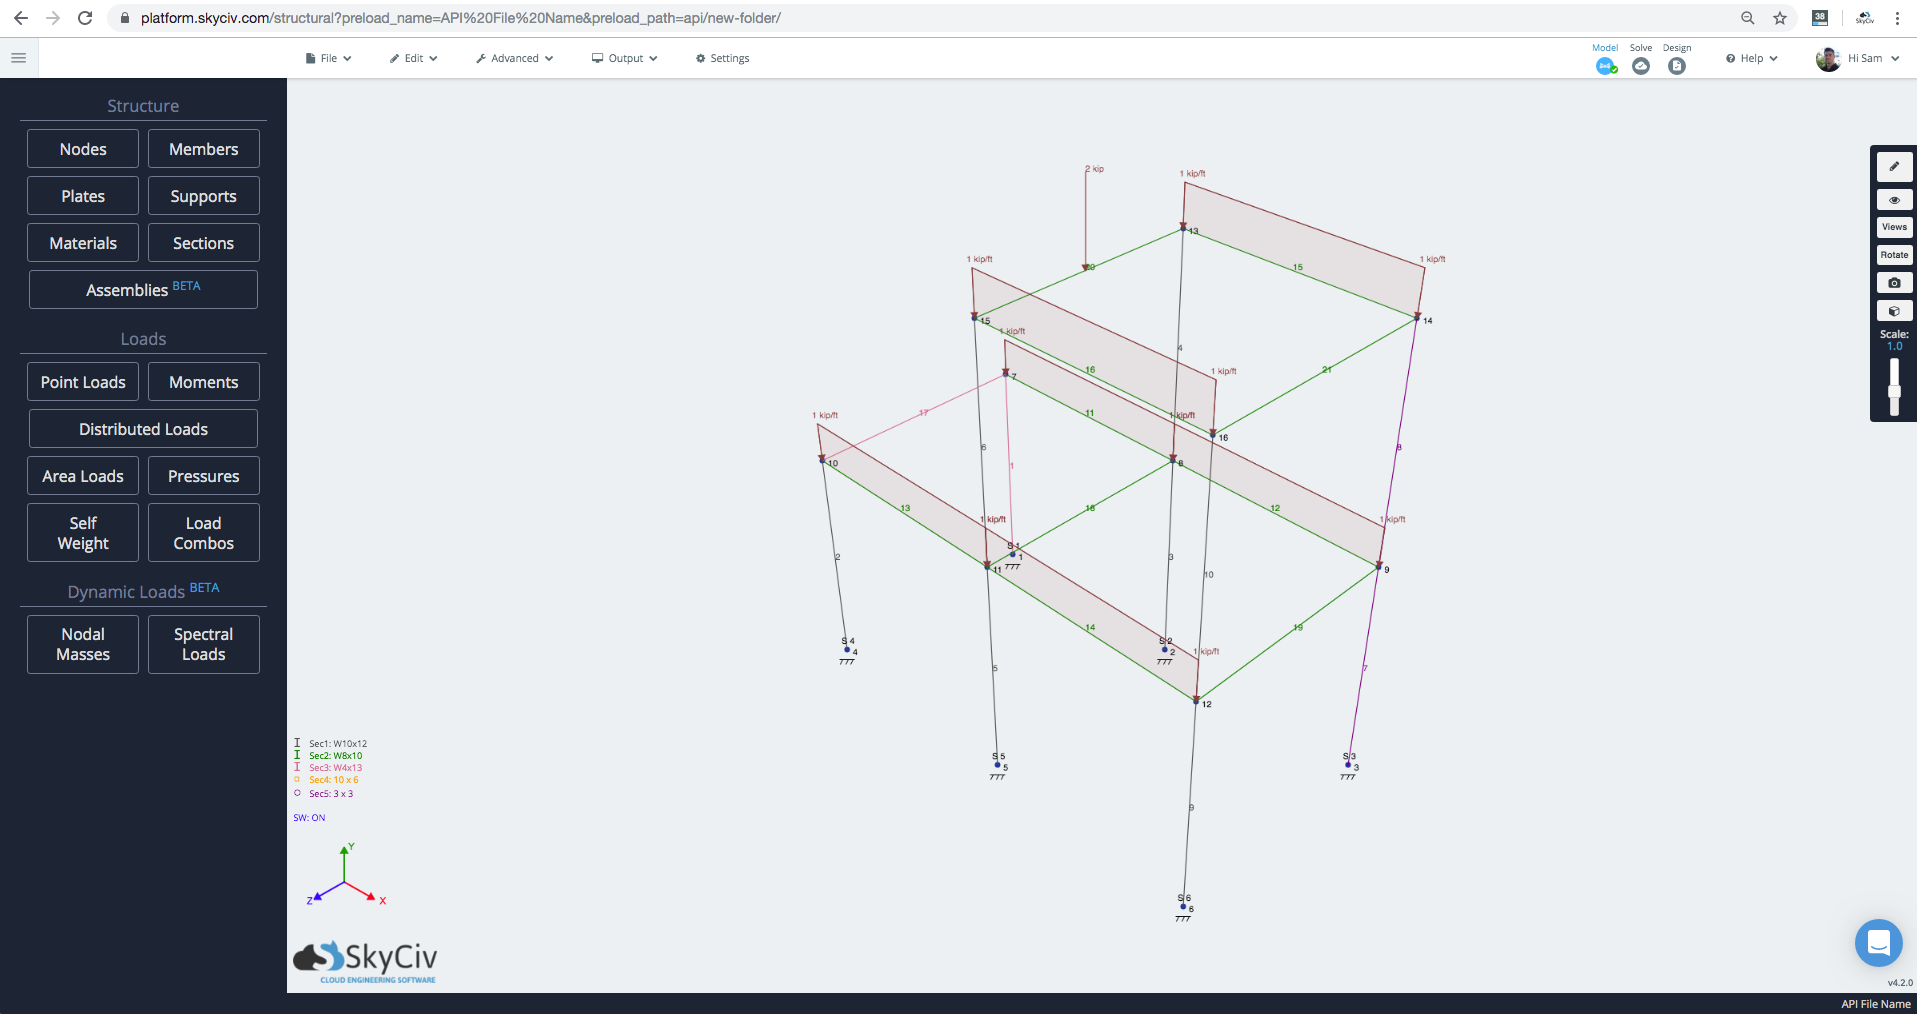 platform.skyciv.com/structural?preload_name=API%20File%20Name&preload_path=api/new-folder/
38
SkyCiv
File
Edit
Advanced
Output
Settings
Model
Solve
Design
Help
Hi Sam
Structure
Nodes
Members
Plates
Supports
Materials
Sections
Assemblies BETA
Loads
Point Loads
Moments
Distributed Loads
Area Loads
Pressures
Self
Weight
Load
Combos
Dynamic Loads BETA
Nodal
Masses
Spectral
Loads
2 kip
1 kip/ft
13
1 kip/ft
1 kip/ft
20
15
15
14
1 kip/ft
4
16
21
1 kip/ft
7
17
11
1 kip/ft
1 kip/ft
16
6
8
10
1
8
13
18
12
1 kip/ft
1 kip/ft
S 1
1
11
2
3
10
9
14
19
S 4
4
S 2
2
1 kip/ft
5
7
12
S 5
5
S 3
3
9
S 6
6
Views
Rotate
Scale:
1.0
Sec1: W10x12
Sec2: W8x10
Sec3: W4x13
Sec4: 10 x 6
Sec5: 3 x 3
SW: ON
Y
Z
X
SkyCiv
CLOUD ENGINEERING SOFTWARE
v4.2.0
API File Name